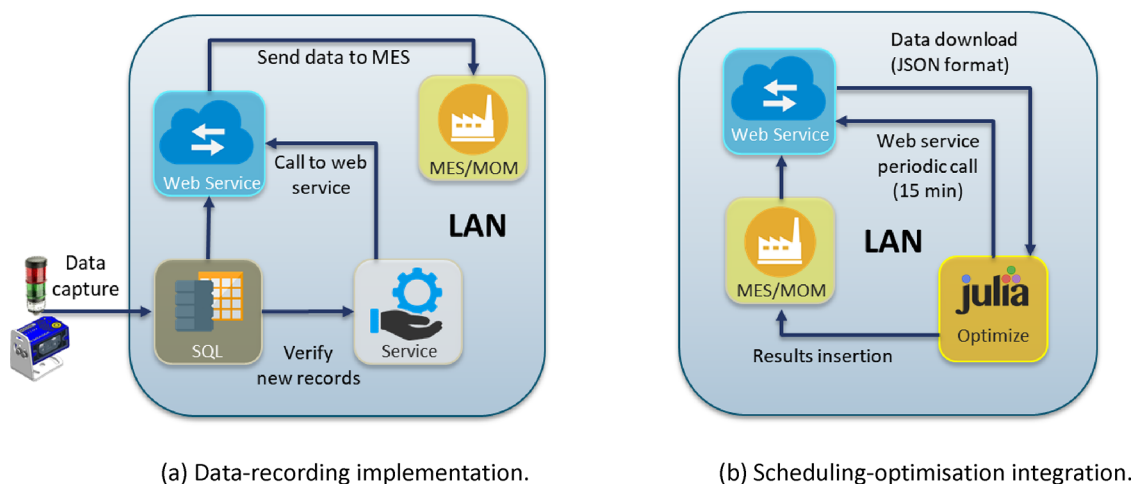 Send data to MES
Web Service
MES/MOM
Call to web
service
LAN
Data
capture
SQL
Verify
new records
Service
(a) Data-recording implementation.
Data download
(JSON format)
Web Service
Web service
periodic call
(15 min)
MES/MOM
LAN
julia
Optimize
Results insertion
(b) Scheduling-optimisation integration.